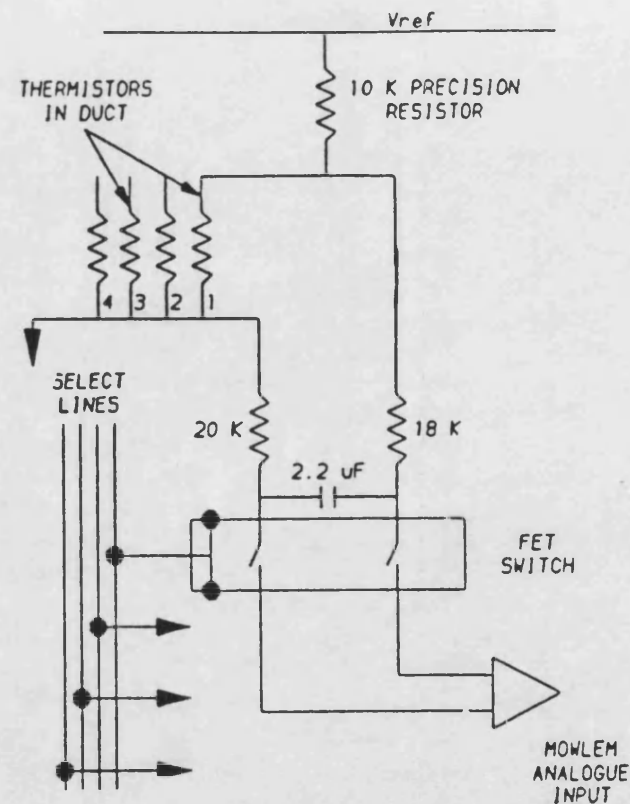 Vref
THERMISTORS
IN DUCT
10 K PRECISION
RESISTOR
4 3 2 1
SELECT
LINES
20 K
18 K
2.2 uF
FET
SWITCH
MOWLEM
ANALOGUE
INPUT